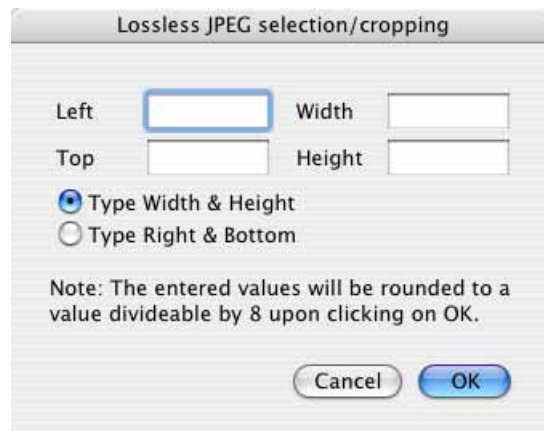 Lossless JPEG selection/cropping
Left Width
Top Height
Type Width & Height
Type Right & Bottom
Note: The entered values will be rounded to a
value divideable by 8 upon clicking on OK.
Cancel OK